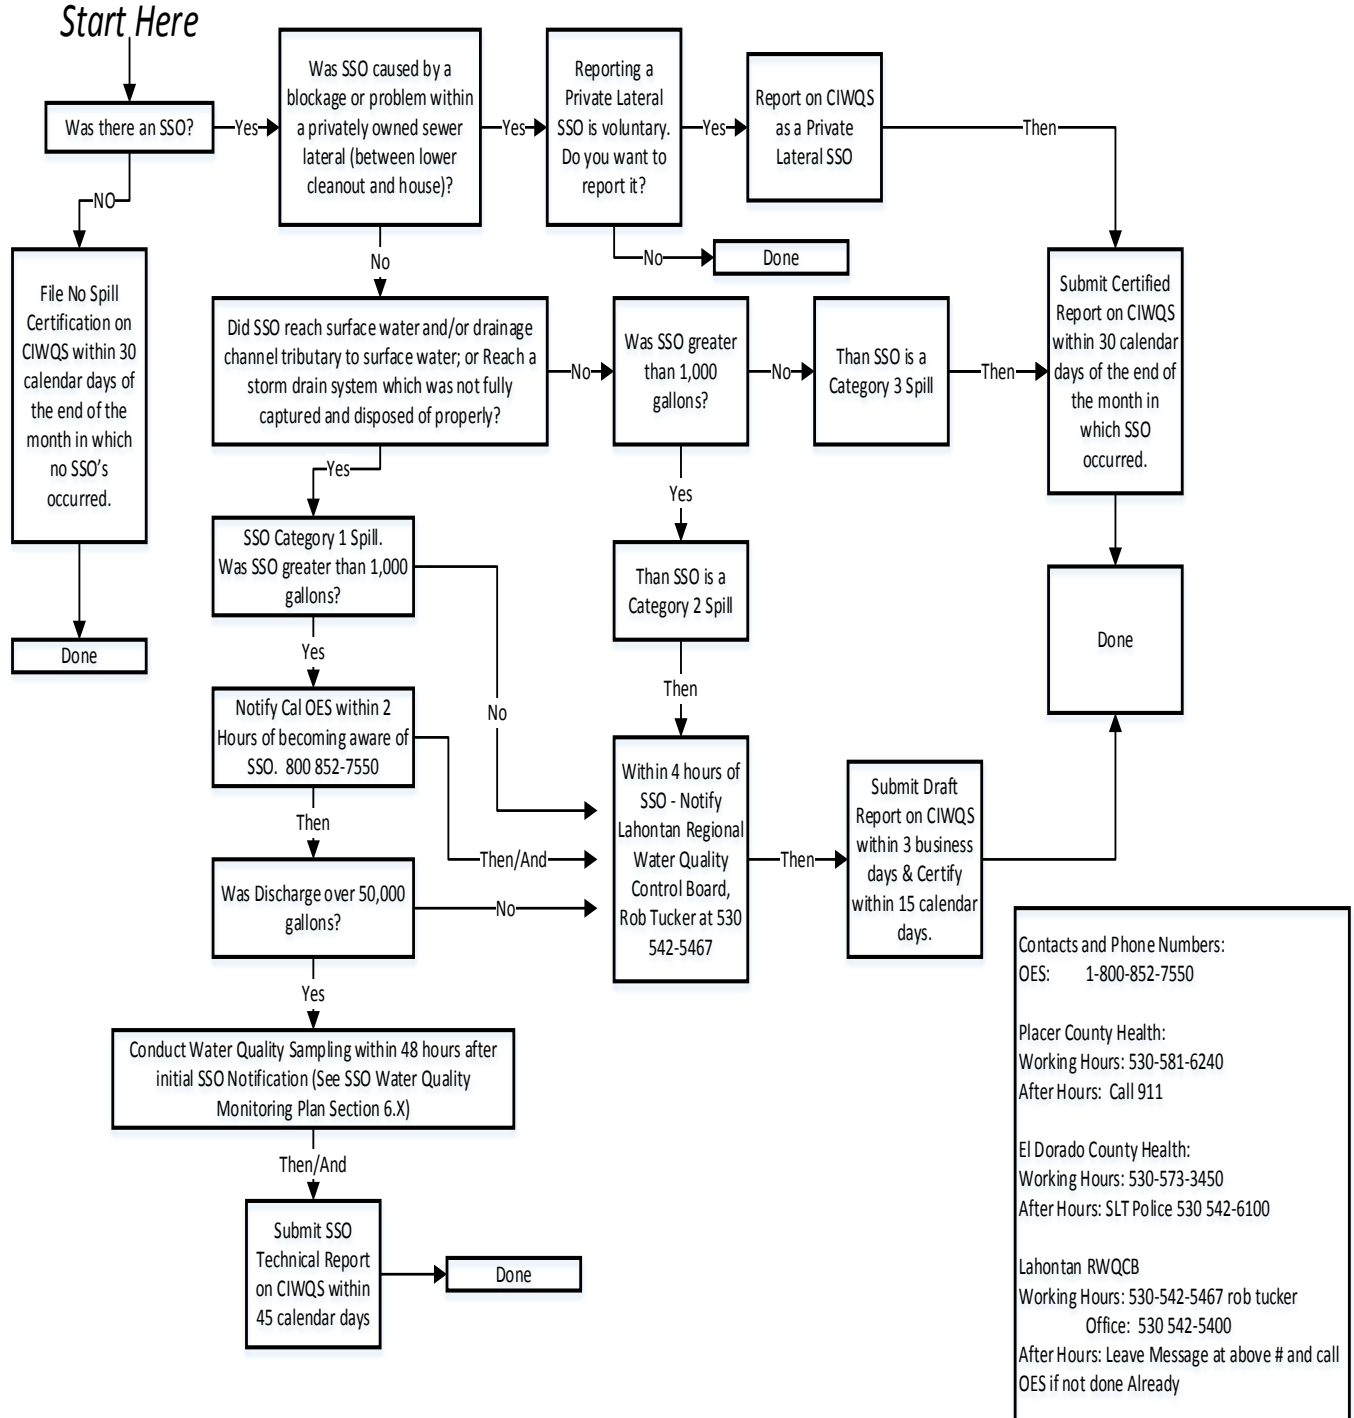 Start Here
Was there an SSO?
Yes
NO
File No Spill
Certification on
CIWQS within 30
calendar days of
the end of the
month in which
no SSO's
occurred.
Done
Was SSO caused by a
blockage or problem within
a privately owned sewer
lateral (between lower
cleanout and house)?
Yes
No
Reporting a
Private Lateral
SSO is voluntary.
Do you want to
report it?
Yes
No
Done
Report on CIWQS
as a Private
Lateral SSO
Then
Submit Certified
Report on CIWQS
within 30 calendar
days of the end of
the month in
which SSO
occurred.
Done
Did SSO reach surface water and/or drainage
channel tributary to surface water; or Reach a
storm drain system which was not fully
captured and disposed of properly?
No
Yes
Was SSO greater
than 1,000
gallons?
No
Yes
Than SSO is a
Category 3 Spill
Then
Than SSO is a
Category 2 Spill
Then
SSO Category 1 Spill.
Was SSO greater than 1,000
gallons?
Yes
No
Notify Cal OES within 2
Hours of becoming aware of
SSO. 800 852-7550
Then
Then/And
Was Discharge over 50,000
gallons?
No
Yes
Within 4 hours of
SSO - Notify
Lahontan Regional
Water Quality
Control Board,
Rob Tucker at 530
542-5467
Then
Submit Draft
Report on CIWQS
within 3 business
days & Certify
within 15 calendar
days.
Conduct Water Quality Sampling within 48 hours after
initial SSO Notification (See SSO Water Quality
Monitoring Plan Section 6.X)
Then/And
Submit SSO
Technical Report
on CIWQS within
45 calendar days
Done
Contacts and Phone Numbers:
OES: 1-800-852-7550
Placer County Health:
Working Hours: 530-581-6240
After Hours: Call 911
El Dorado County Health:
Working Hours: 530-573-3450
After Hours: SLT Police 530 542-6100
Lahontan RWQCB
Working Hours: 530-542-5467 rob tucker
Office: 530 542-5400
After Hours: Leave Message at above # and call
OES if not done Already